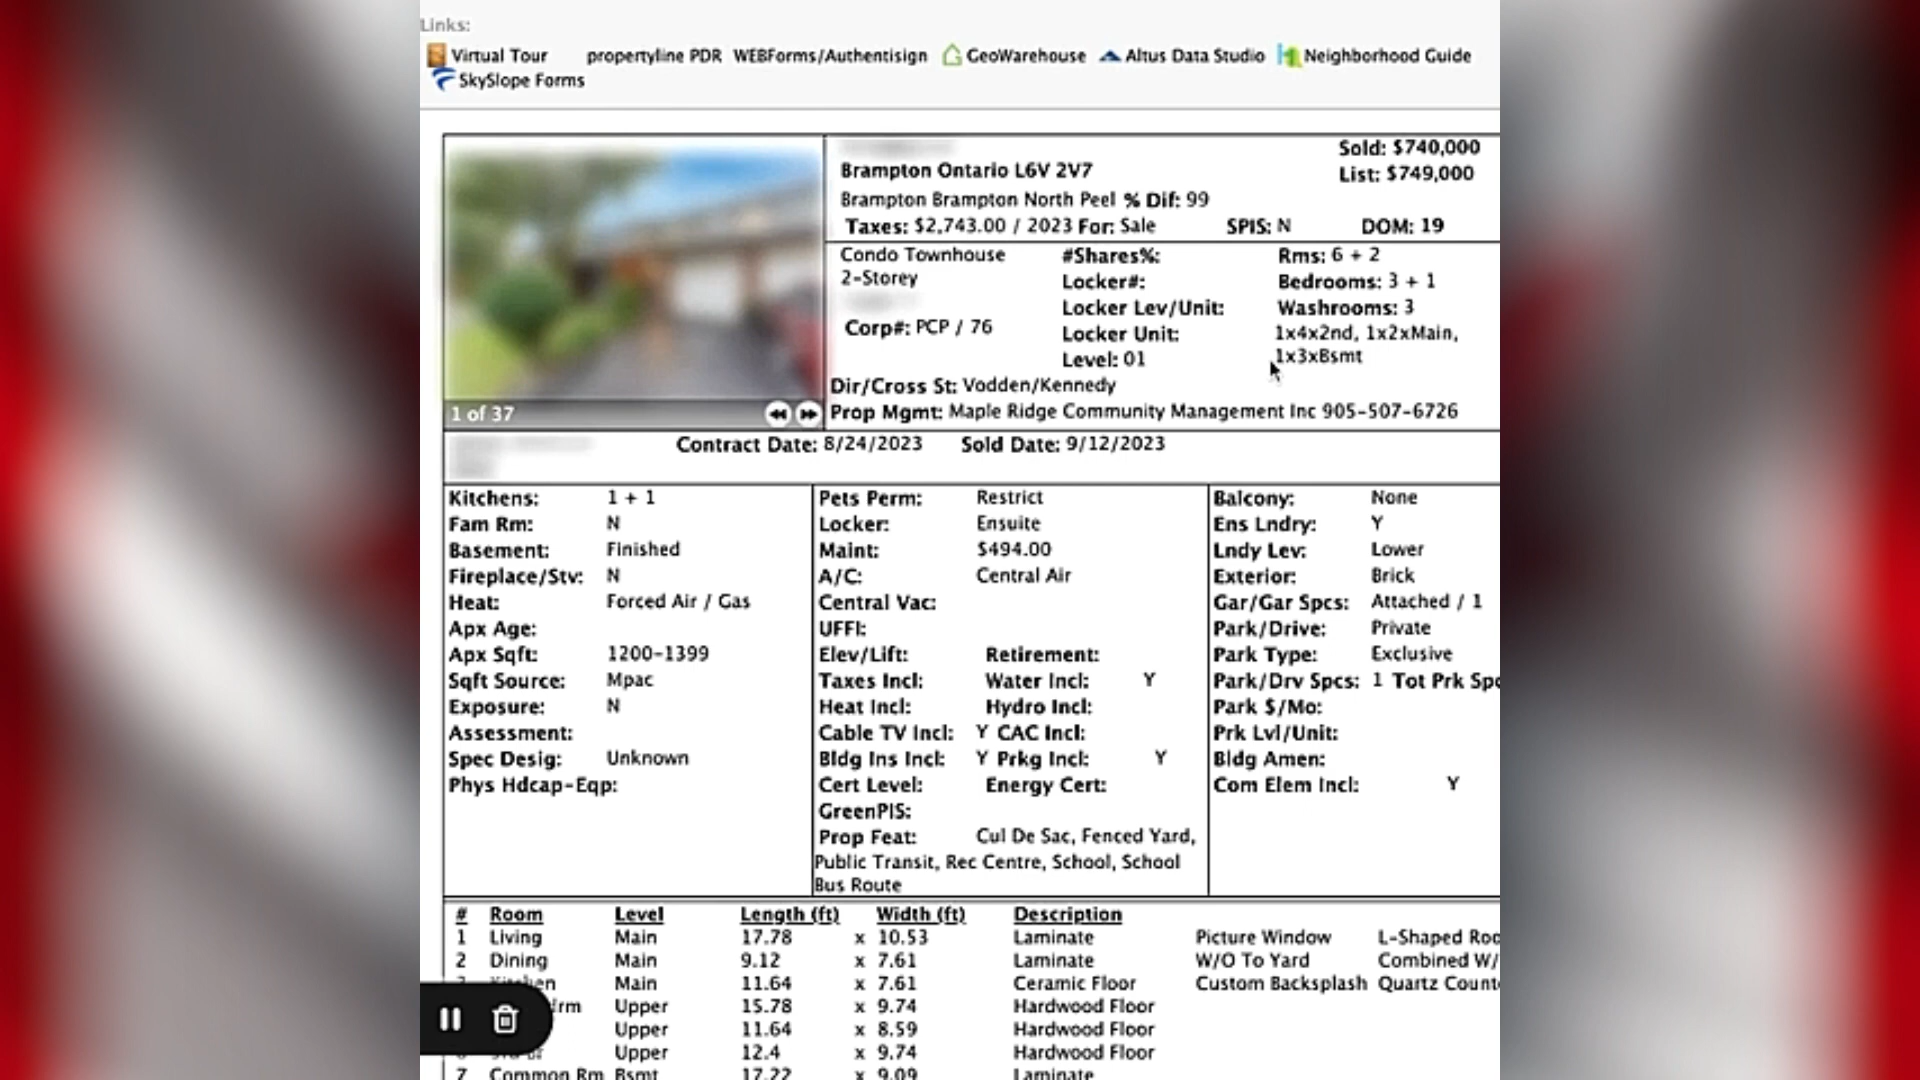 Links:
Virtual Tour propertyline PDR WEBForms/Authentisign GeoWarehouse Altus Data Studio Neighborhood Guide
SkySlope Forms
Sold: $740,000
Brampton Ontario L6V 2V7
List: $749,000
Brampton Brampton North Peel % Dif: 99
Taxes: $2,743.00 / 2023 For: Sale SPIS: N DOM: 19
Condo Townhouse #Shares%: Rms: 6 + 2
2-Storey Locker#: Bedrooms: 3 + 1
Locker Lev/Unit: Washrooms: 3
Corp#: PCP / 76 Locker Unit: 1x4x2nd, 1x2xMain,
Level: 01 1x3xBsmt
Dir/Cross St: Vodden/Kennedy
1 of 37 Prop Mgmt: Maple Ridge Community Management Inc 905-507-6726
Contract Date: 8/24/2023 Sold Date: 9/12/2023
Kitchens: 1 + 1 Pets Perm: Restrict Balcony: None
Fam Rm: N Locker: Ensuite Ens Lndry: Y
Basement: Finished Maint: $494.00 Lndy Lev: Lower
Fireplace/Stv: N A/C: Central Air Exterior: Brick
Heat: Forced Air / Gas Central Vac: Gar/Gar Spcs: Attached / 1
Apx Age: UFFI: Park/Drive: Private
Apx Sqft: 1200-1399 Elev/Lift: Retirement: Park Type: Exclusive
Sqft Source: Mpac Taxes Incl: Water Incl: Y Park/Drv Spcs: 1 Tot Prk Spc
Exposure: N Heat Incl: Hydro Incl: Park $/Mo:
Assessment: Cable TV Incl: Y CAC Incl: Prk Lvl/Unit:
Spec Desig: Unknown Bldg Ins Incl: Y Prkg Incl: Y Bldg Amen:
Phys Hdcap-Eqp: Cert Level: Energy Cert: Com Elem Incl: Y
GreenPIS:
Prop Feat: Cul De Sac, Fenced Yard,
Public Transit, Rec Centre, School, School
Bus Route
# Room Level Length (ft) Width (ft) Description
1 Living Main 17.78 x 10.53 Laminate Picture Window L-Shaped Roo
2 Dining Main 9.12 x 7.61 Laminate W/O To Yard Combined W/
Main 11.64 x 7.61 Ceramic Floor Custom Backsplash Quartz Count
Upper 15.78 x 9.74 Hardwood Floor
Upper 11.64 x 8.59 Hardwood Floor
Upper 12.4 x 9.74 Hardwood Floor
7 Common Rm Bsmt 17.22 x 9.09 Laminate